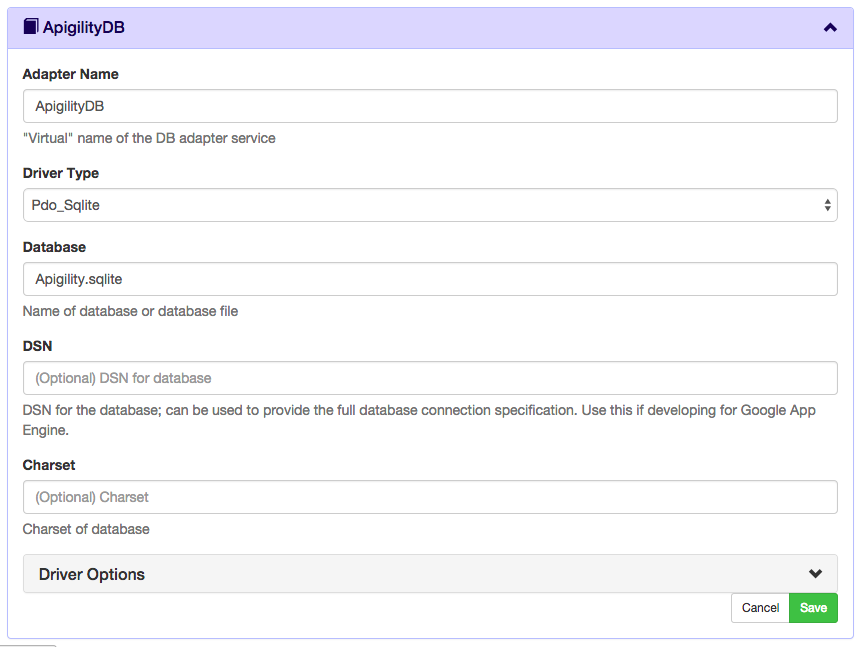 ApigilityDB
Adapter Name
ApigilityDB
"Virtual" name of the DB adapter service
Driver Type
Pdo_Sqlite
Database
Apigility.sqlite
Name of database or database file
DSN
(Optional) DSN for database
DSN for the database; can be used to provide the full database connection specification. Use this if developing for Google App
Engine.
Charset
(Optional) Charset
Charset of database
Driver Options
Cancel Save